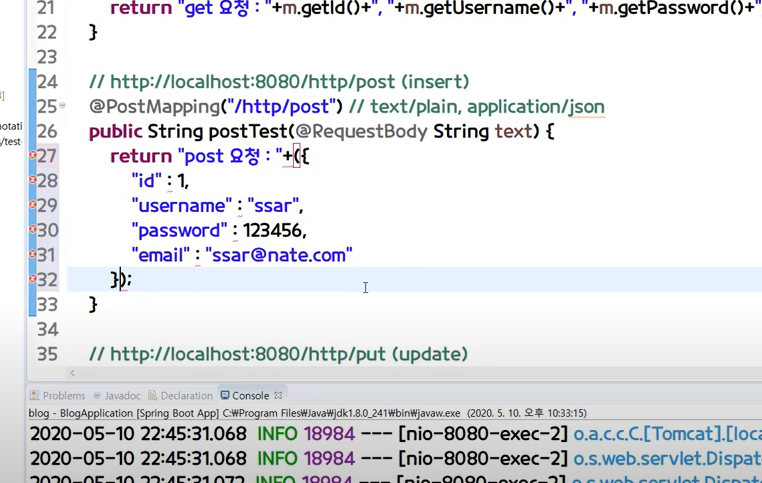 21 return "get 요청 : "+m.getId()+", "+m.getUsername()+", "+m.getPassword()+"
22 }
23
24 // http://localhost:8080/http/post (insert)
25 @PostMapping("/http/post") // text/plain, application/json
26 public String postTest(@RequestBody String text) {
27 return "post 요청 : "+({
28 "id" : 1,
29 "username" : "ssar",
30 "password" : 123456,
31 "email" : "ssar@nate.com"
32 });
33 }
34
35 // http://localhost:8080/http/put (update)
Problems Javadoc Declaration Console
blog - BlogApplication [Spring Boot App] C:₩Program Files₩Java₩jdk1.8.0_241₩bin₩javaw.exe (2020. 5. 10. 오후 10:33:15)
2020-05-10 22:45:31.068 INFO 18984 --- [nio-8080-exec-2] o.a.c.c.C.[Tomcat].[loca
2020-05-10 22:45:31.068 INFO 18984 --- [nio-8080-exec-2] o.s.web.servlet.Dispat